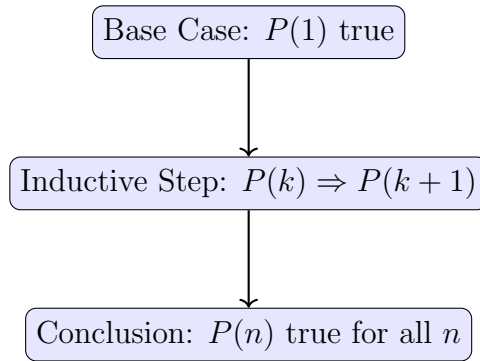 Base Case: P(1) true
Inductive Step: P(k) ⇒ P(k + 1)
Conclusion: P(n) true for all n